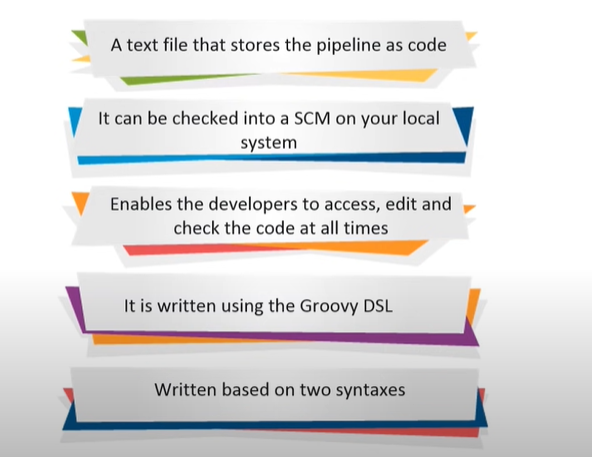 A text file that stores the pipeline as code
It can be checked into a SCM on your local
system
Enables the developers to access, edit and
check the code at all times
It is written using the Groovy DSL
Written based on two syntaxes